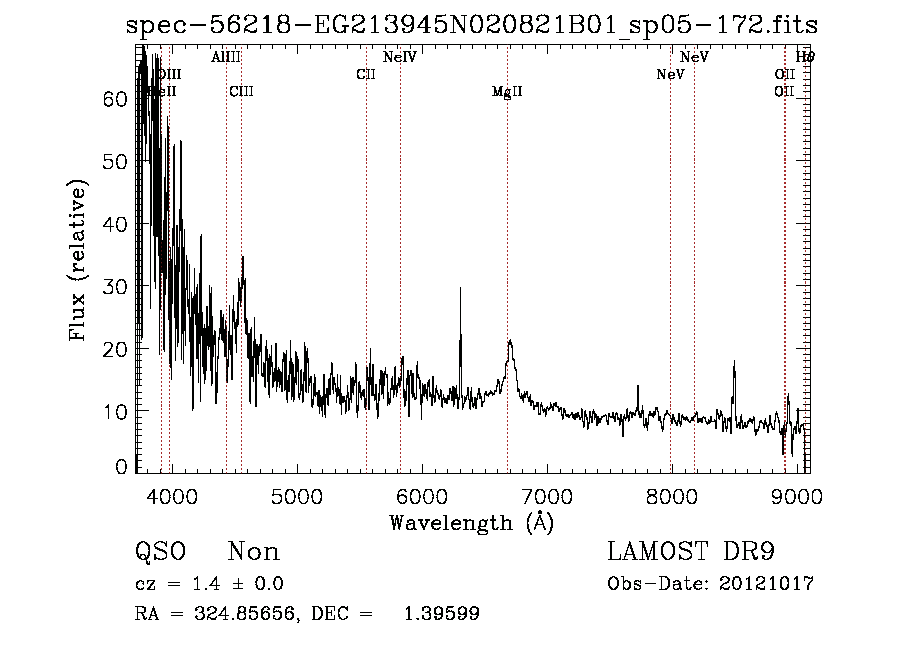 spec-56218-EG213945N020821B01_sp05-172.fits
AlIII NeIV NeV Hδ
OIII CII NeV OII
HeII CIII MgII OII
60
50
40
30
20
10
0
Flux (relative)
4000 5000 6000 7000 8000 9000
Wavelength (Å)
QSO Non LAMOST DR9
cz = 1.4 ± 0.0 Obs-Date: 20121017
RA = 324.85656, DEC = 1.39599